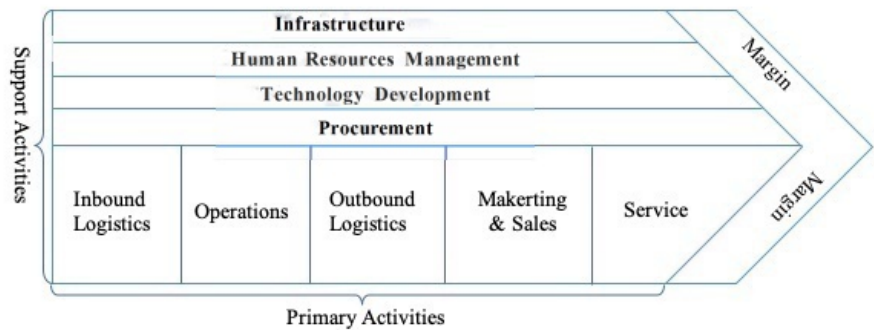 Infrastructure
Human Resources Management
Technology Development
Procurement
Support Activities
Inbound
Logistics
Operations
Outbound
Logistics
Makerting
& Sales
Service
Margin
Margin
Primary Activities